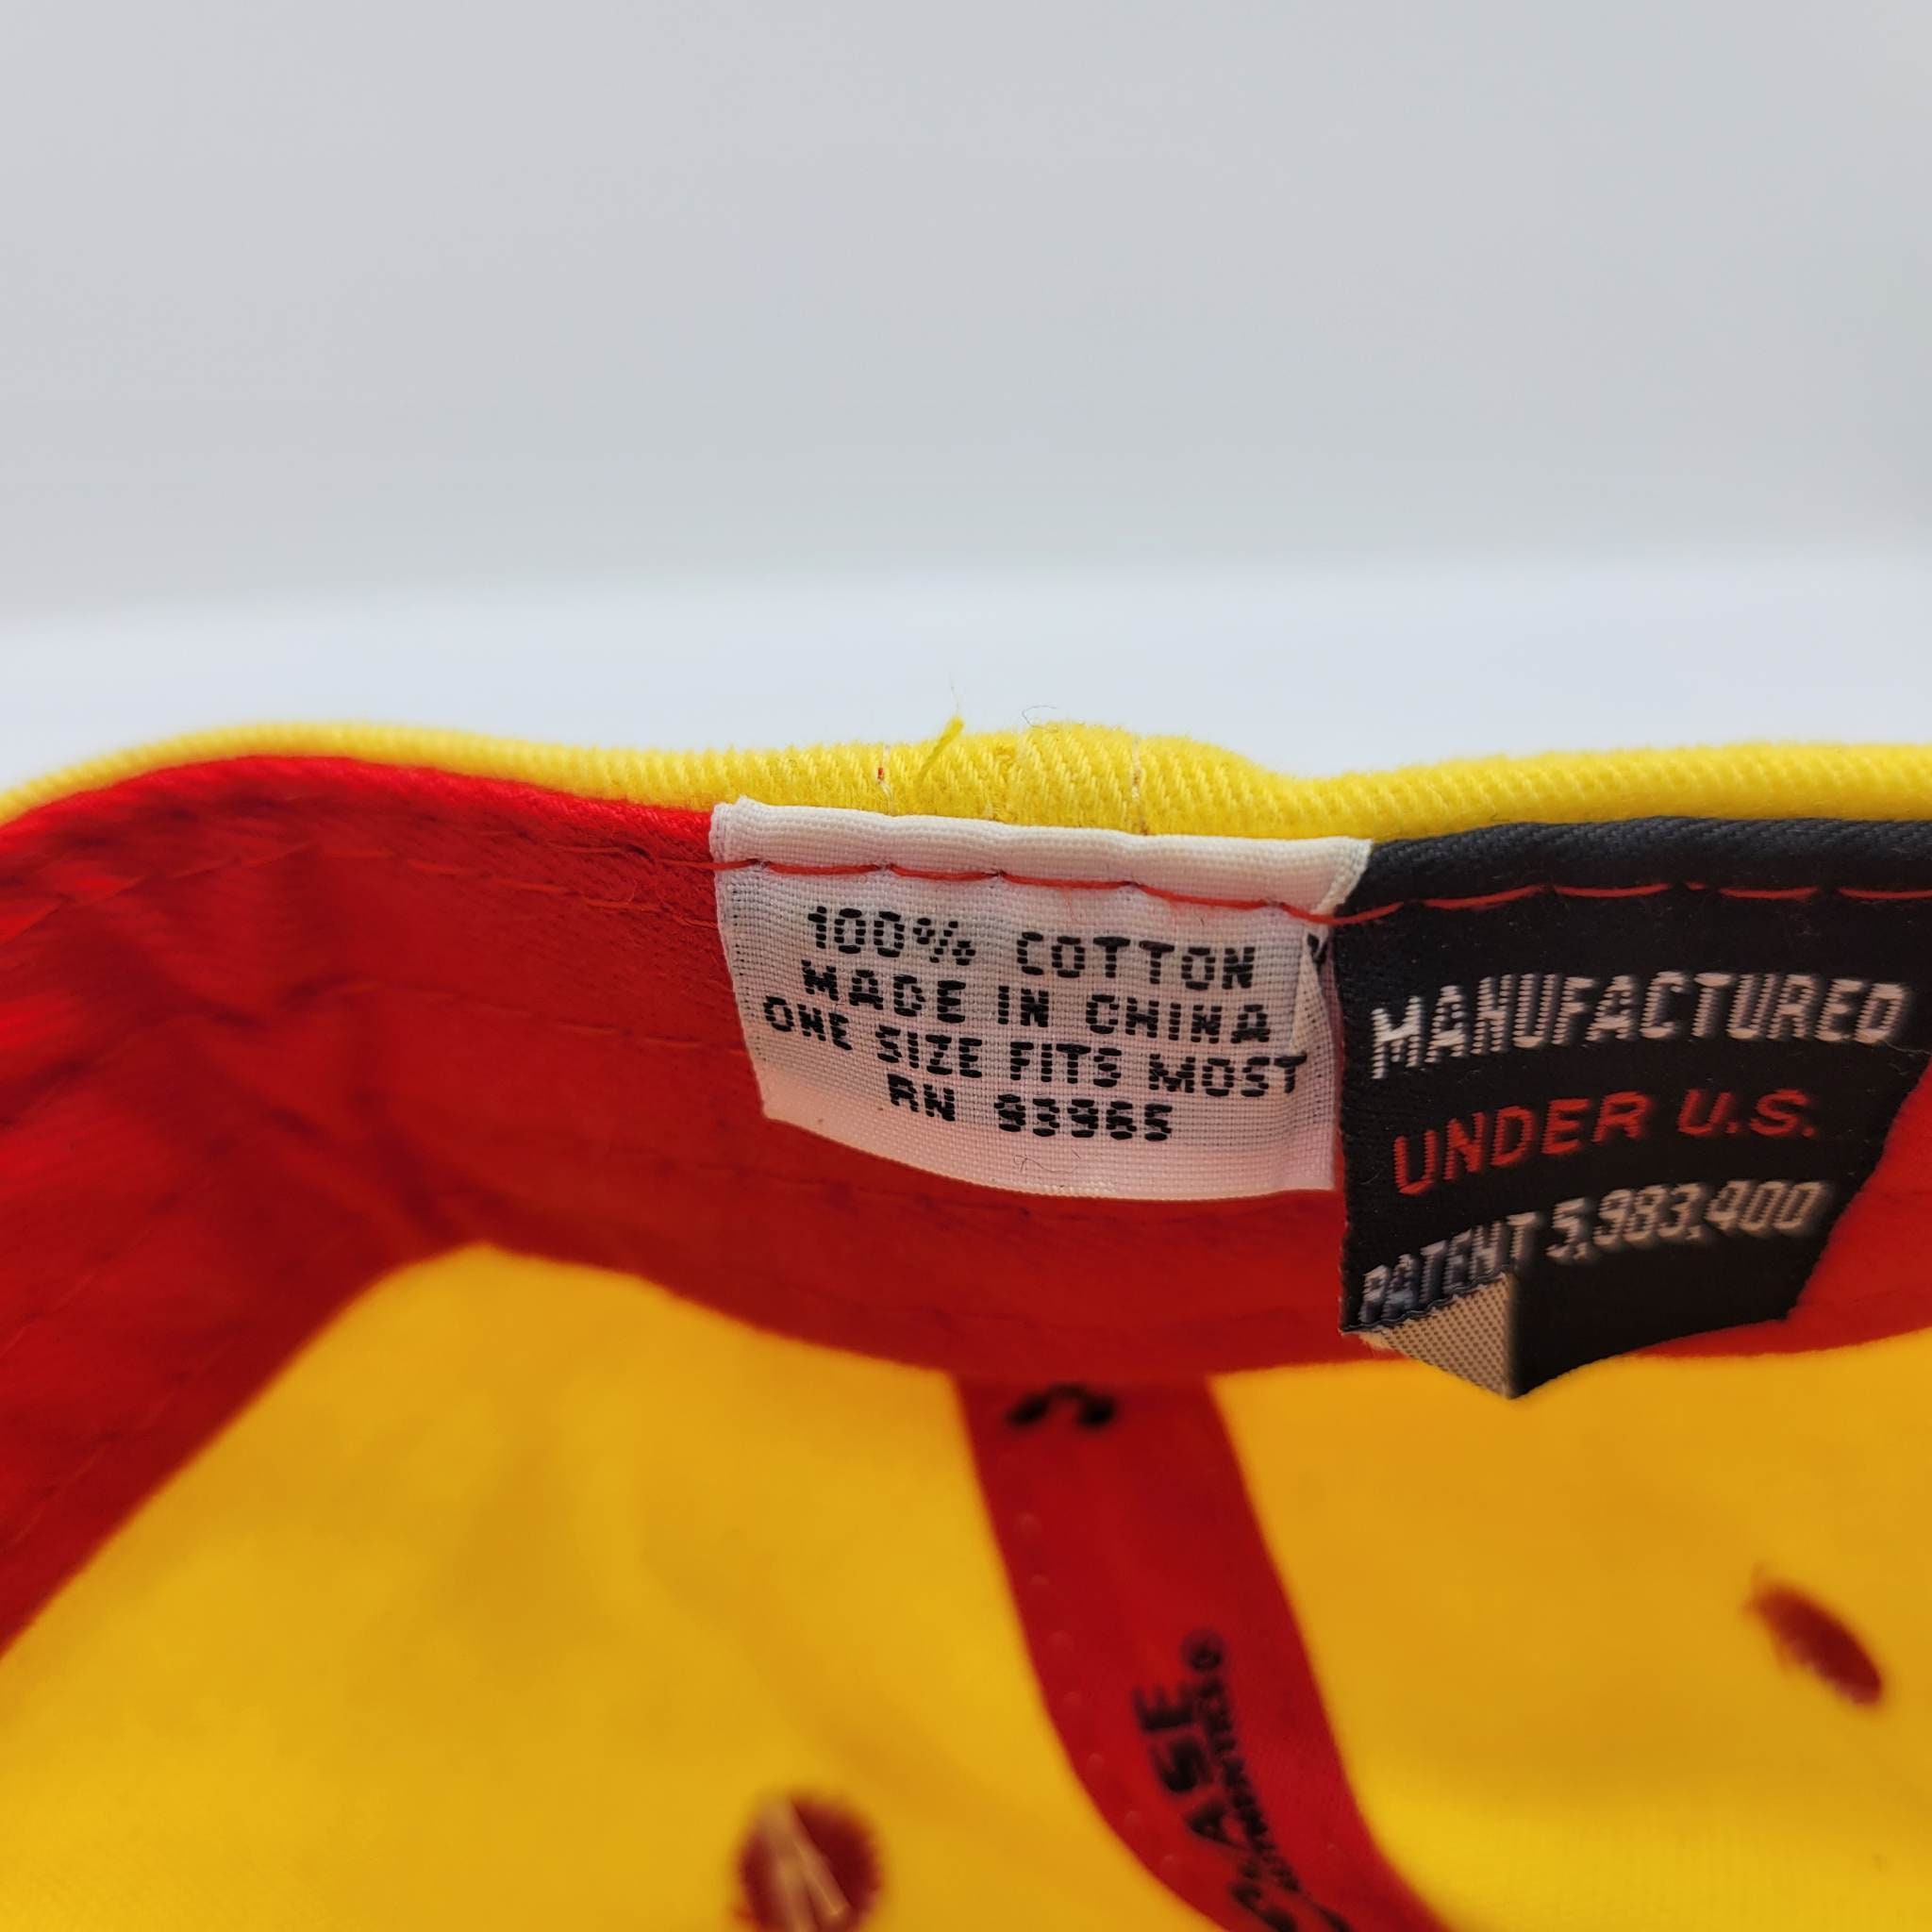 100% COTTON
MADE IN CHINA
ONE SIZE FITS MOST
RN 93965
MANUFACTURED
UNDER U.S.
PATENT 5,983,400